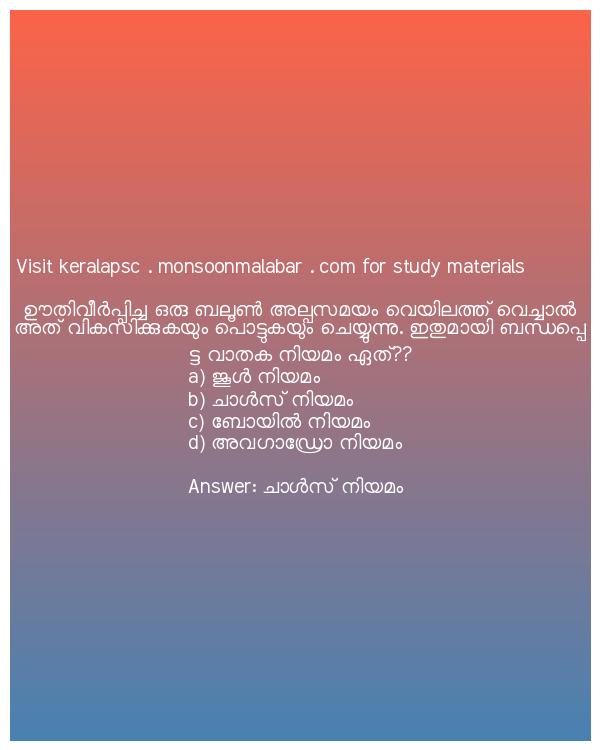 Visit keralapsc . monsoonmalabar . com for study materials
ഊതിവീർപ്പിച്ച ഒരു ബലൂൺ അല്പസമയം വെയിലത്ത് വെച്ചാൽ
അത് വികസിക്കുകയും പൊട്ടുകയും ചെയ്യുന്നു. ഇതുമായി ബന്ധപ്പെ
ട്ട വാതക നിയമം ഏത്??
a) ജൂൾ നിയമം
b) ചാൾസ് നിയമം
c) ബോയിൽ നിയമം
d) അവഗാഡ്രോ നിയമം
Answer: ചാൾസ് നിയമം